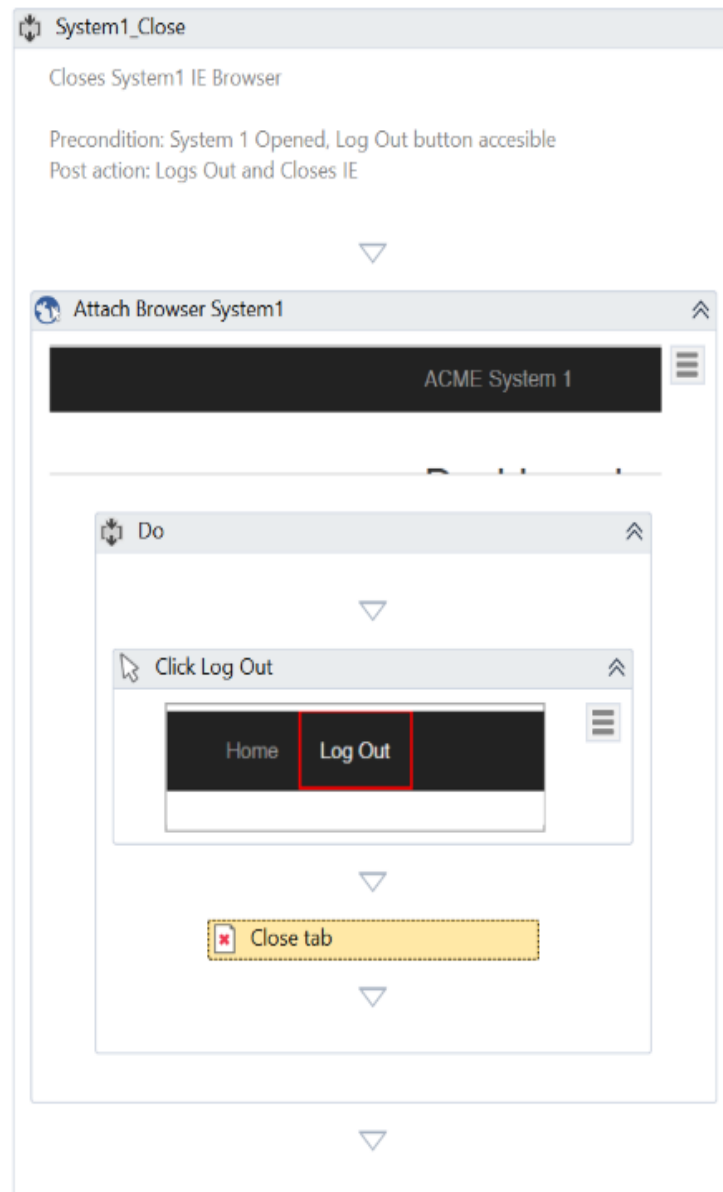 System1_Close
Closes System1 IE Browser
Precondition: System 1 Opened, Log Out button accesible
Post action: Logs Out and Closes IE
Attach Browser System1
ACME System 1
Do
Click Log Out
Home Log Out
Close tab